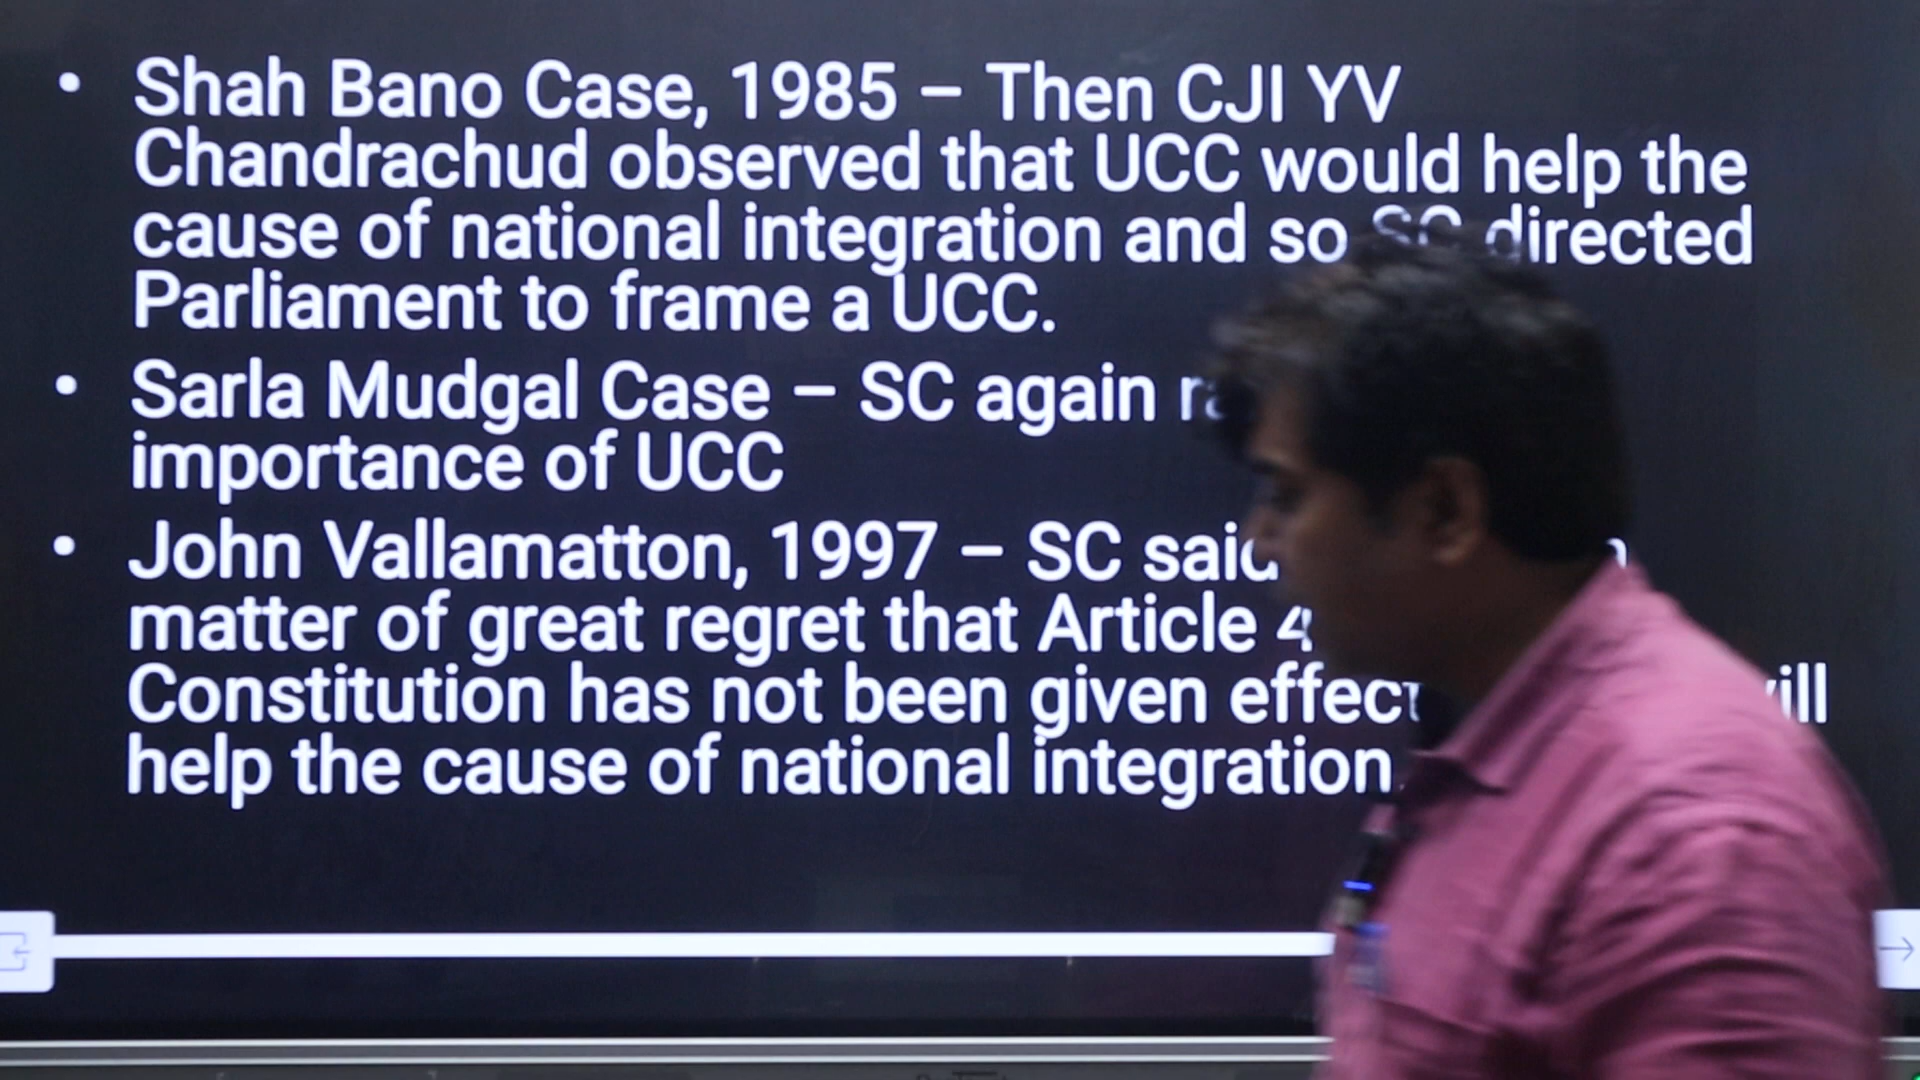 • Shah Bano Case, 1985 – Then CJI YV
Chandrachud observed that UCC would help the
cause of national integration and so SC directed
Parliament to frame a UCC.
• Sarla Mudgal Case – SC again
importance of UCC
• John Vallamatton, 1997 – SC said
matter of great regret that Article
Constitution has not been given
help the cause of national integration.